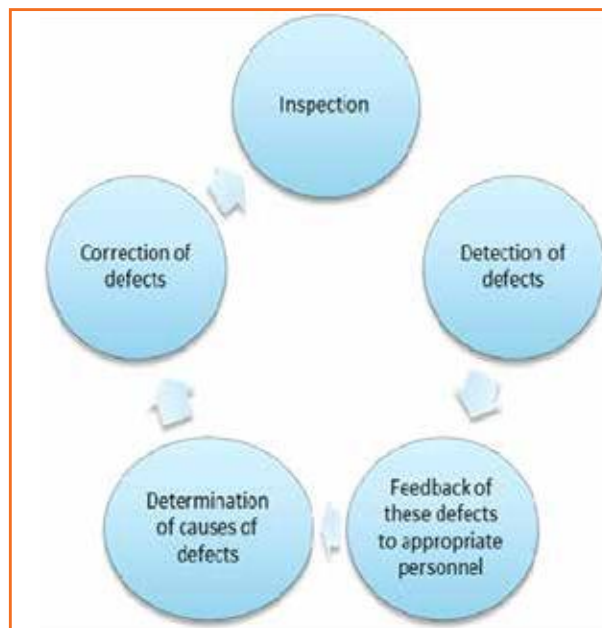 Inspection
Detection of
defects
Feedback of
these defects
to appropriate
personnel
Determination
of causes of
defects
Correction of
defects